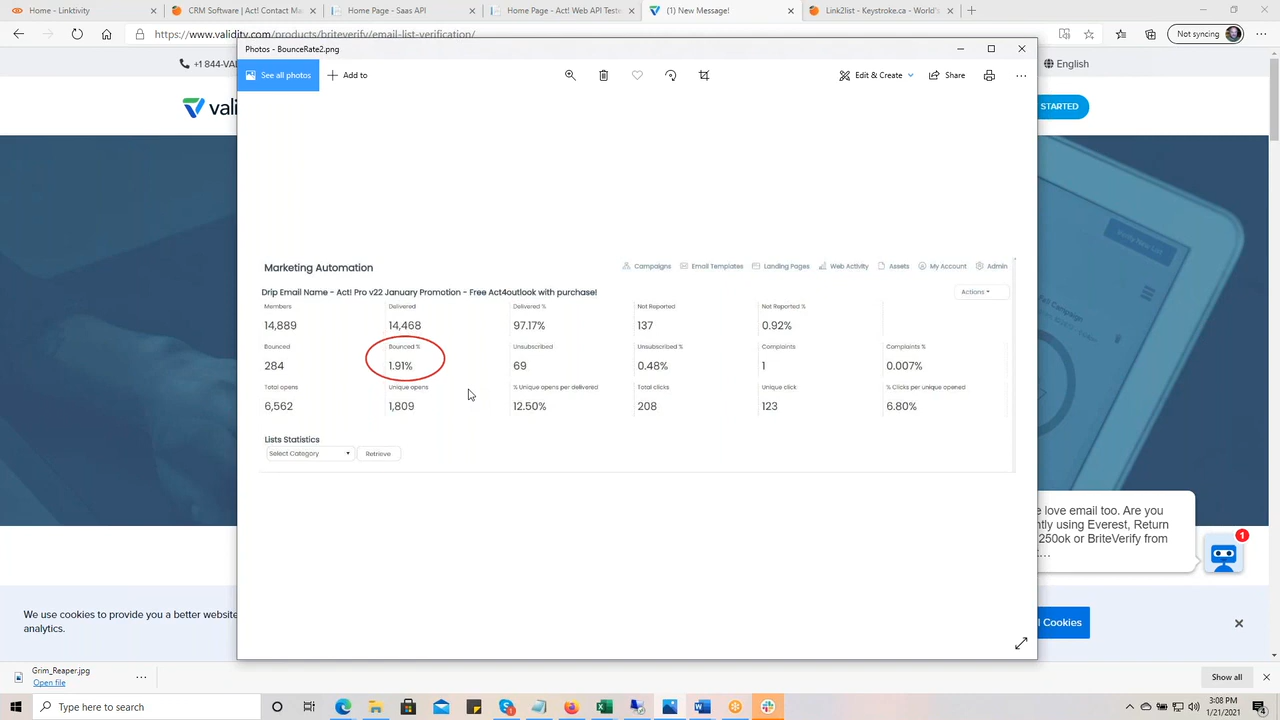 Home - Linktivity
CRM Software | Act! Contact Ma
Home Page - Saas API
Home Page - Act! Web API Teste
(1) New Message!
Link2list - Keystroke.ca - World's
https://www.validity.com/products/briteverify/email-list-verification/
Not syncing
+1 844-VA
English
valid
STARTED
Photos - BounceRate2.png
See all photos
Add to
Edit & Create
Share
Verify New List
Fall Campaign
Marketing Automation
Campaigns
Email Templates
Landing Pages
Web Activity
Assets
My Account
Admin
Drip Email Name - Act! Pro v22 January Promotion - Free Act4outlook with purchase!
Actions
Members
Delivered
Delivered %
Not Reported
Not Reported %
14,889
14,468
97.17%
137
0.92%
Bounced
Bounced %
Unsubscribed
Unsubscribed %
Complaints
Complaints %
284
1.91%
69
0.48%
1
0.007%
Total opens
Unique opens
% Unique opens per delivered
Total clicks
Unique click
% Clicks per unique opened
6,562
1,809
12.50%
208
123
6.80%
Lists Statistics
Select Category
Retrieve
e love email too. Are you
ntly using Everest, Return
250ok or BriteVerify from
...
1
We use cookies to provide you a better website
analytics.
l Cookies
Grim_Reaper.jpg
Open file
Show all
Type here to search
3:08 PM
1/21/2021